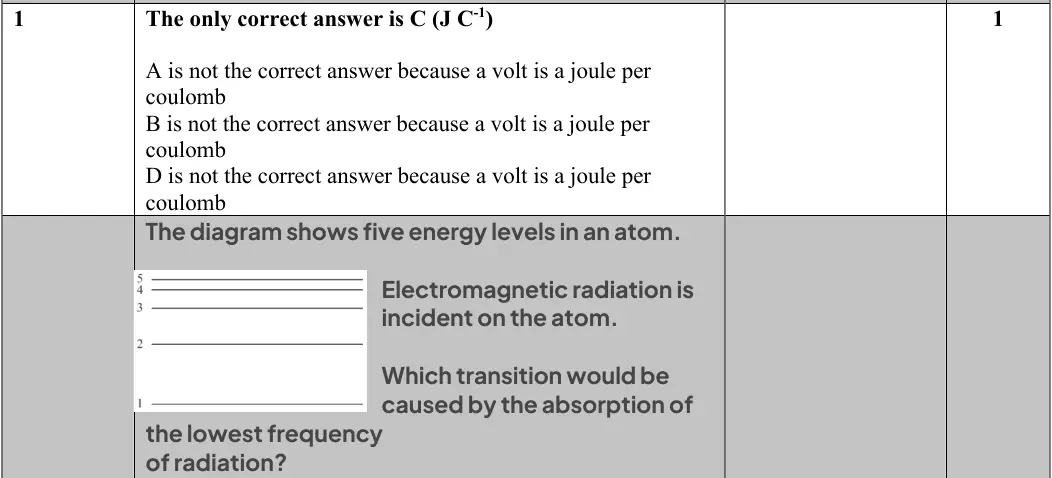 1 The only correct answer is C (J C⁻¹) 1
A is not the correct answer because a volt is a joule per
coulomb
B is not the correct answer because a volt is a joule per
coulomb
D is not the correct answer because a volt is a joule per
coulomb
The diagram shows five energy levels in an atom.
5
4
3
2
1
Electromagnetic radiation is
incident on the atom.
Which transition would be
caused by the absorption of
the lowest frequency
of radiation?